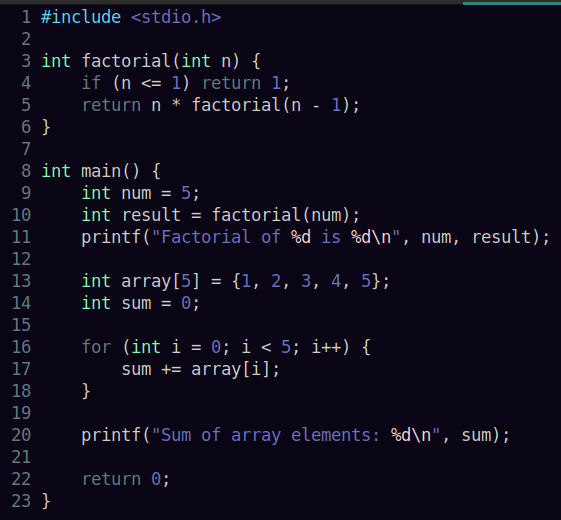 1 #include <stdio.h>
2
3 int factorial(int n) {
4     if (n <= 1) return 1;
5     return n * factorial(n - 1);
6 }
7
8 int main() {
9     int num = 5;
10     int result = factorial(num);
11     printf("Factorial of %d is %d\n", num, result);
12
13     int array[5] = {1, 2, 3, 4, 5};
14     int sum = 0;
15
16     for (int i = 0; i < 5; i++) {
17         sum += array[i];
18     }
19
20     printf("Sum of array elements: %d\n", sum);
21
22     return 0;
23 }